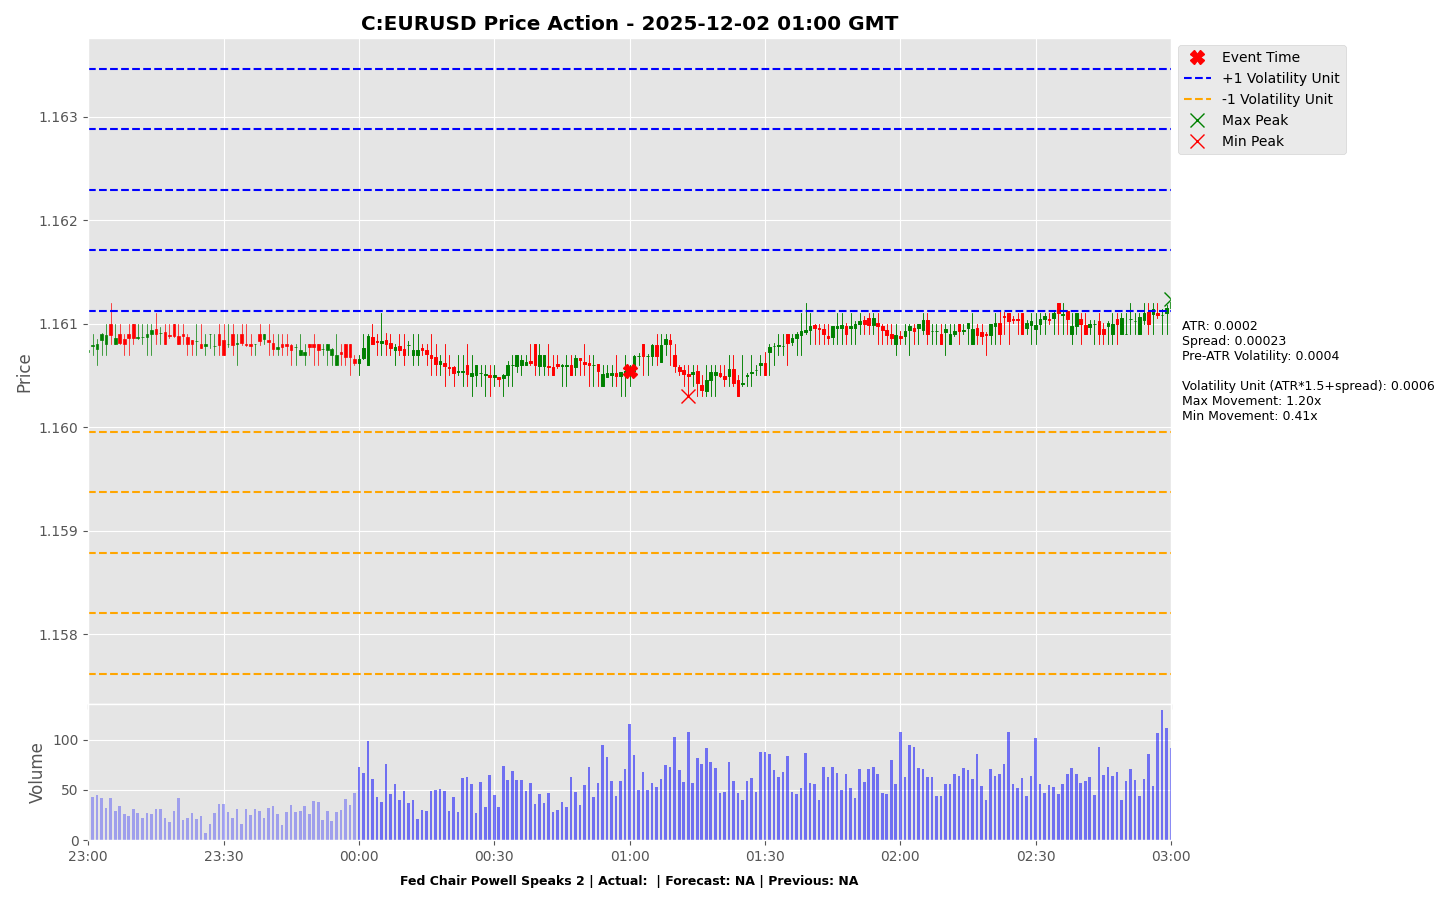 C:EURUSD Price Action - 2025-12-02 01:00 GMT
Event Time
+1 Volatility Unit
-1 Volatility Unit
Max Peak
Min Peak
1.163
1.162
1.161
1.160
1.159
1.158
Price
ATR: 0.0002
Spread: 0.00023
Pre-ATR Volatility: 0.0004
Volatility Unit (ATR*1.5+spread): 0.0006
Max Movement: 1.20x
Min Movement: 0.41x
100
50
0
Volume
23:00 23:30 00:00 00:30 01:00 01:30 02:00 02:30 03:00
Fed Chair Powell Speaks 2 | Actual:  | Forecast: NA | Previous: NA